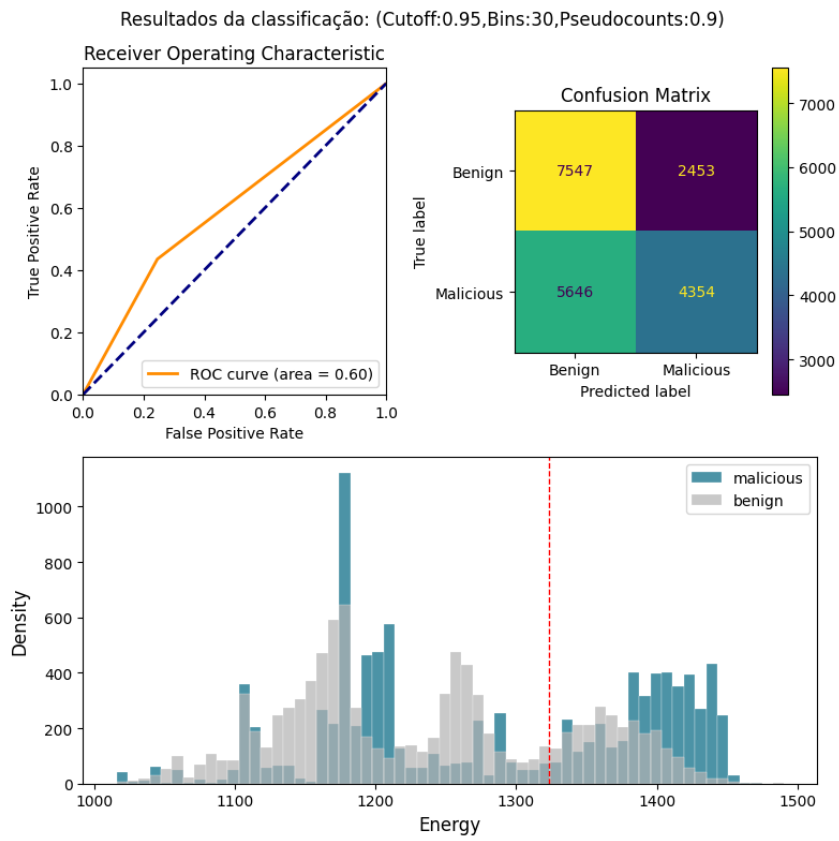 Resultados da classificação: (Cutoff:0.95,Bins:30,Pseudocounts:0.9)
Receiver Operating Characteristic
1.0
0.8
0.6
0.4
0.2
0.0
True Positive Rate
0.0 0.2 0.4 0.6 0.8 1.0
False Positive Rate
ROC curve (area = 0.60)
Confusion Matrix
True label
Benign
Malicious
7547 2453
5646 4354
Benign Malicious
Predicted label
7000
6000
5000
4000
3000
malicious
benign
Density
1000
800
600
400
200
0
1000 1100 1200 1300 1400 1500
Energy